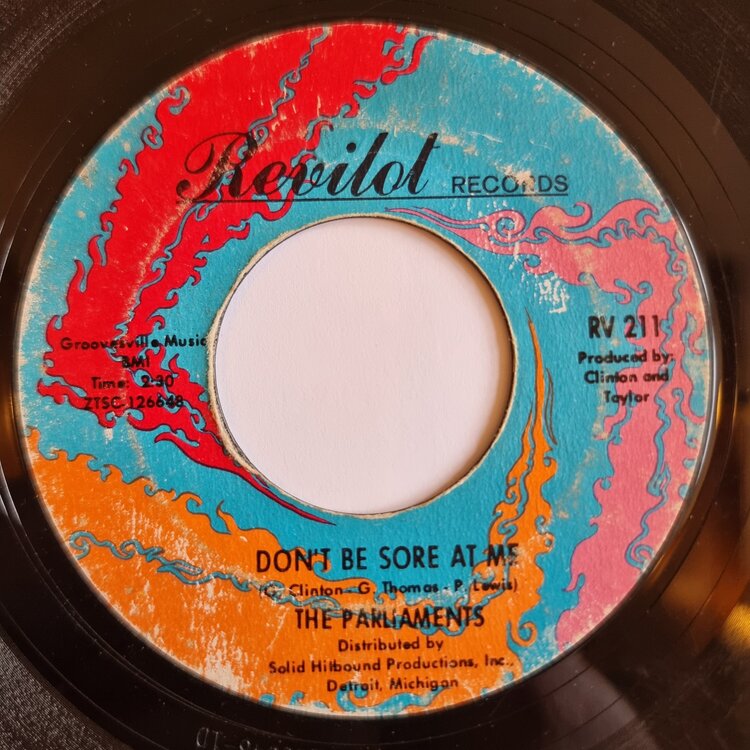 Revilot RECORDS
Groovesville Music
BMI
Time: 2:30
ZTSC 126648
RV 211
Produced by:
Clinton and
Taylor
DON'T BE SORE AT ME
(G. Clinton - G. Thomas - P. Lewis)
THE PARLIAMENTS
Distributed by
Solid Hitbound Productions, Inc.,
Detroit, Michigan